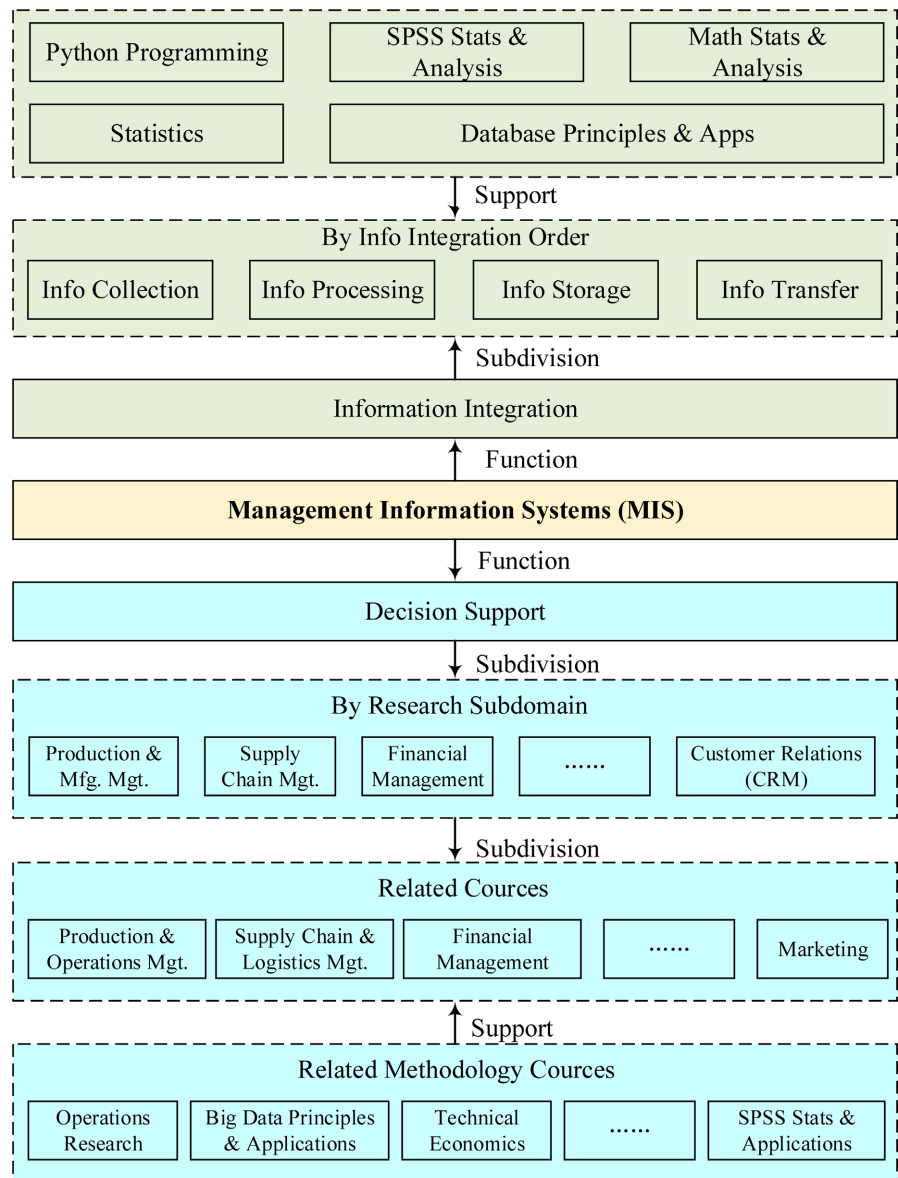 Python Programming
SPSS Stats &
Analysis
Math Stats &
Analysis
Statistics
Database Principles & Apps
Support
By Info Integration Order
Info Collection
Info Processing
Info Storage
Info Transfer
Subdivision
Information Integration
Function
Management Information Systems (MIS)
Function
Decision Support
Subdivision
By Research Subdomain
Production &
Mfg. Mgt.
Supply
Chain Mgt.
Financial
Management
······
Customer Relations
(CRM)
Subdivision
Related Cources
Production &
Operations Mgt.
Supply Chain &
Logistics Mgt.
Financial
Management
······
Marketing
Support
Related Methodology Cources
Operations
Research
Big Data Principles
& Applications
Technical
Economics
······
SPSS Stats &
Applications